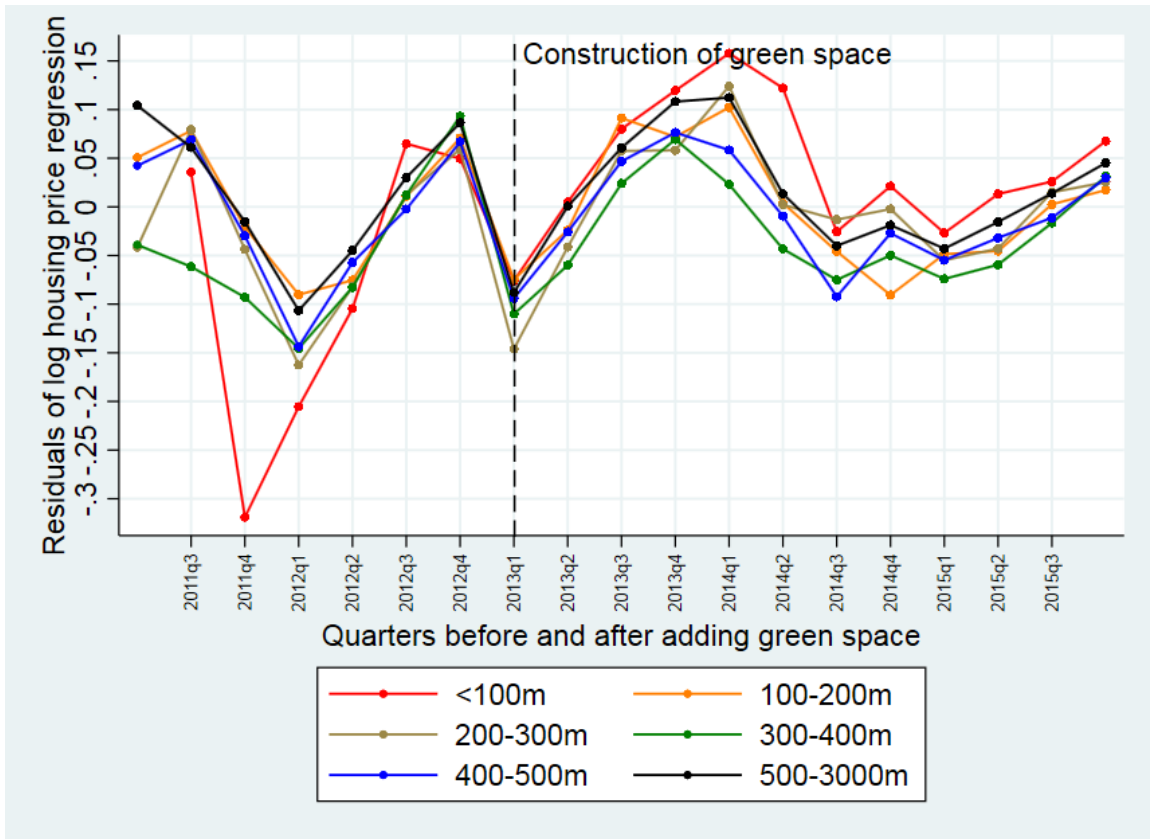 Construction of green space
Residuals of log housing price regression
.15
.1
.05
0
-.05
-.1
-.15
-.2
-.25
-.3
2011q3
2011q4
2012q1
2012q2
2012q3
2012q4
2013q1
2013q2
2013q3
2013q4
2014q1
2014q2
2014q3
2014q4
2015q1
2015q2
2015q3
Quarters before and after adding green space
<100m
100-200m
200-300m
300-400m
400-500m
500-3000m